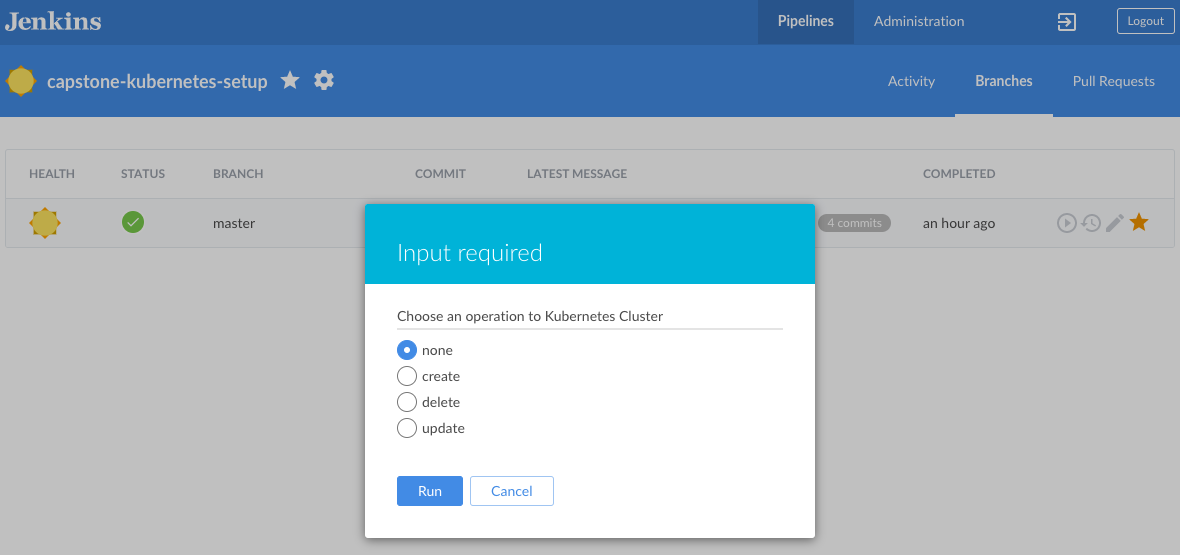 Jenkins Pipelines Administration Logout
capstone-kubernetes-setup Activity Branches Pull Requests
HEALTH STATUS BRANCH COMMIT LATEST MESSAGE COMPLETED
master 4 commits an hour ago
Input required
Choose an operation to Kubernetes Cluster
none
create
delete
update
Run Cancel